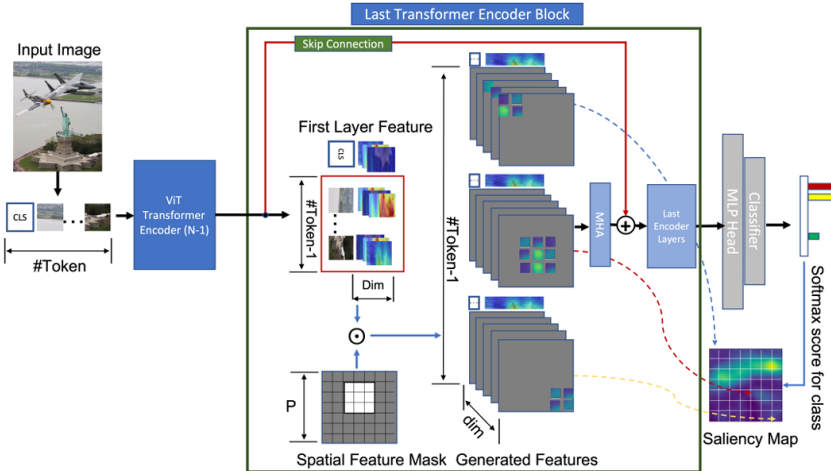 Last Transformer Encoder Block
Skip Connection
Input Image
First Layer Feature
CLS
CLS
ViT
Transformer
Encoder (N-1)
#Token
#Token-1
Dim
#Token-1
MHA
Last
Encoder
Layers
MLP Head
Classifier
Softmax score for class
P
dim
Spatial Feature Mask
Generated Features
Saliency Map